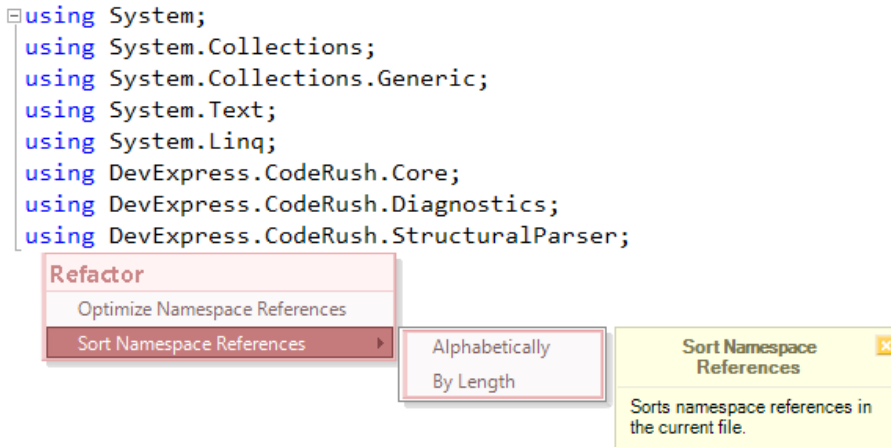 using System;
using System.Collections;
using System.Collections.Generic;
using System.Text;
using System.Linq;
using DevExpress.CodeRush.Core;
using DevExpress.CodeRush.Diagnostics;
using DevExpress.CodeRush.StructuralParser;
Refactor
Optimize Namespace References
Sort Namespace References
Alphabetically
By Length
Sort Namespace
References
Sorts namespace references in
the current file.